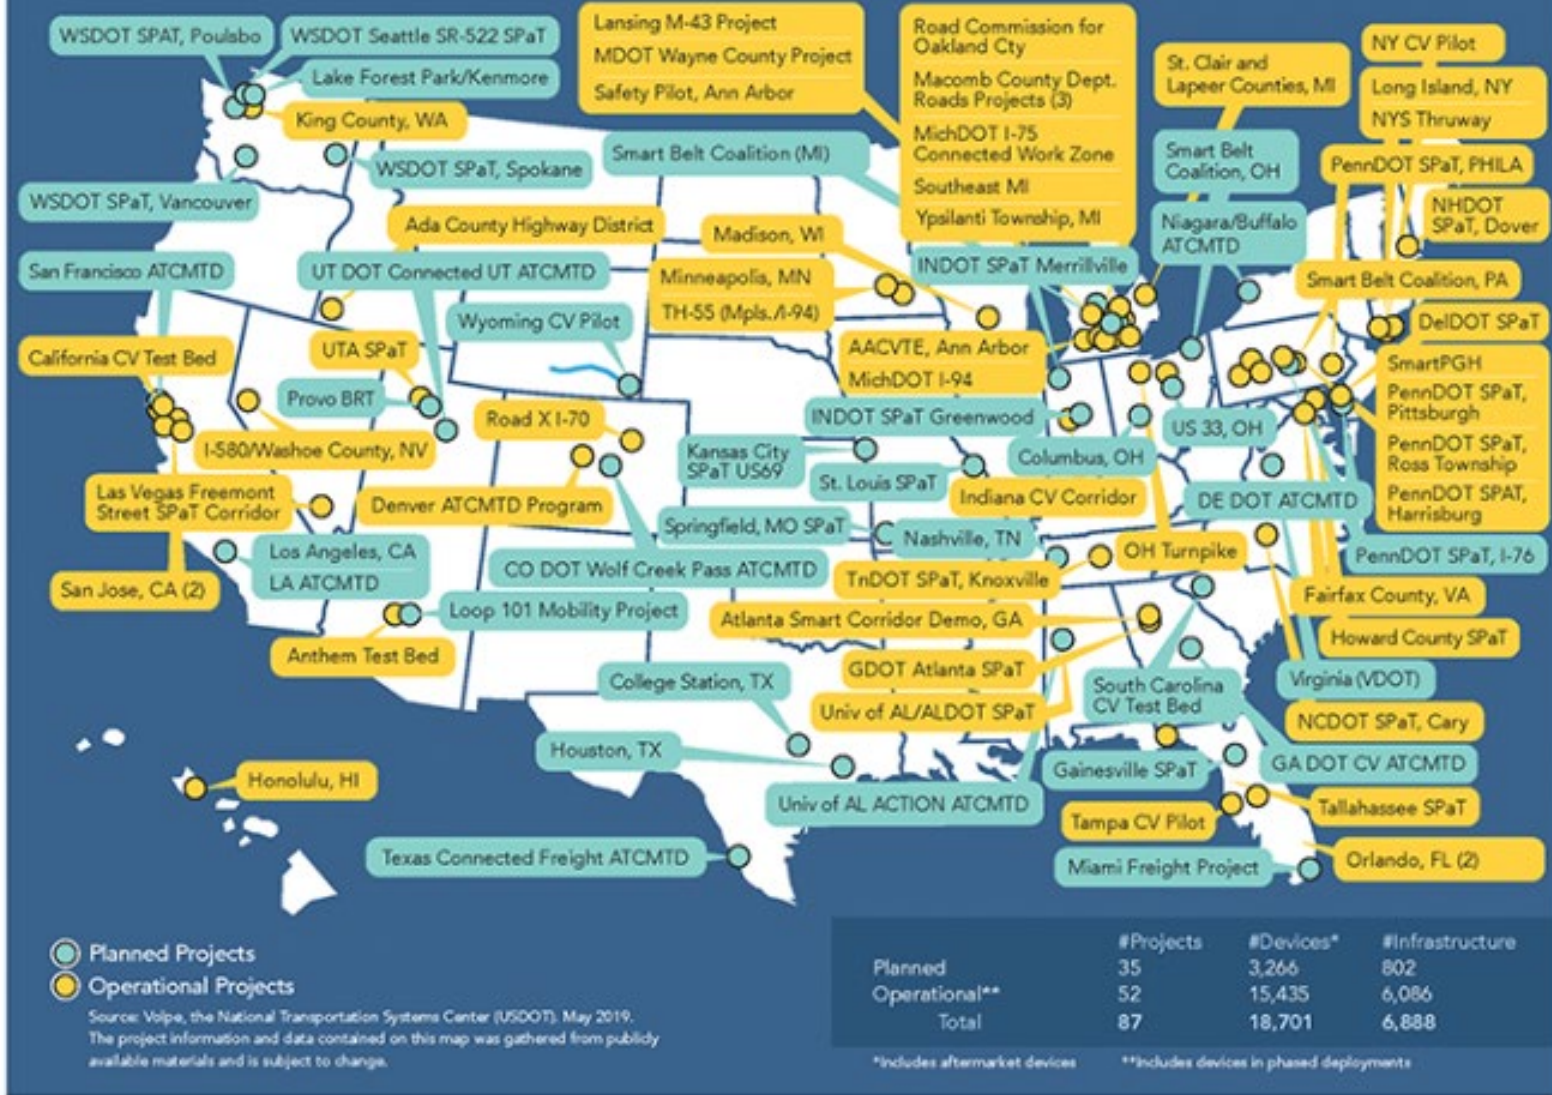 WSDOT SPAT, Poulsbo
WSDOT Seattle SR-522 SPaT
Lake Forest Park/Kenmore
King County, WA
WSDOT SPaT, Spokane
WSDOT SPaT, Vancouver
Lansing M-43 Project
MDOT Wayne County Project
Safety Pilot, Ann Arbor
Road Commission for
Oakland Cty
Macomb County Dept.
Roads Projects (3)
MichDOT I-75
Connected Work Zone
Southeast MI
Ypsilanti Township, MI
St. Clair and
Lapeer Counties, MI
NY CV Pilot
Long Island, NY
NYS Thruway
Smart Belt Coalition (MI)
Smart Belt
Coalition, OH
PennDOT SPaT, PHILA
NHDOT
SPaT, Dover
Ada County Highway District
Madison, WI
Niagara/Buffalo
ATCMTD
San Francisco ATCMTD
UT DOT Connected UT ATCMTD
Minneapolis, MN
TH-55 (Mpls./I-94)
INDOT SPaT Merrillville
Smart Belt Coalition, PA
Wyoming CV Pilot
DelDOT SPaT
California CV Test Bed
UTA SPaT
AACVTE, Ann Arbor
MichDOT I-94
SmartPGH
PennDOT SPaT,
Pittsburgh
PennDOT SPaT,
Ross Township
PennDOT SPAT,
Harrisburg
Provo BRT
Road X I-70
INDOT SPaT Greenwood
US 33, OH
I-580/Washoe County, NV
Kansas City
SPaT US69
Columbus, OH
St. Louis SPaT
Indiana CV Corridor
DE DOT ATCMTD
Las Vegas Freemont
Street SPaT Corridor
Denver ATCMTD Program
Springfield, MO SPaT
Nashville, TN
OH Turnpike
PennDOT SPaT, I-76
Los Angeles, CA
LA ATCMTD
CO DOT Wolf Creek Pass ATCMTD
TnDOT SPaT, Knoxville
San Jose, CA (2)
Fairfax County, VA
Loop 101 Mobility Project
Atlanta Smart Corridor Demo, GA
Howard County SPaT
Anthem Test Bed
GDOT Atlanta SPaT
College Station, TX
South Carolina
CV Test Bed
Virginia (VDOT)
Univ of AL/ALDOT SPaT
NCDOT SPaT, Cary
Houston, TX
Gainesville SPaT
GA DOT CV ATCMTD
Honolulu, HI
Univ of AL ACTION ATCMTD
Tallahassee SPaT
Tampa CV Pilot
Texas Connected Freight ATCMTD
Miami Freight Project
Orlando, FL (2)
Planned Projects
Operational Projects
Source: Volpe, the National Transportation Systems Center (USDOT). May 2019.
The project information and data contained on this map was gathered from publicly
available materials and is subject to change.
#Projects #Devices* #Infrastructure
Planned 35 3,266 802
Operational** 52 15,435 6,086
Total 87 18,701 6,888
*Includes aftermarket devices **Includes devices in phased deployments